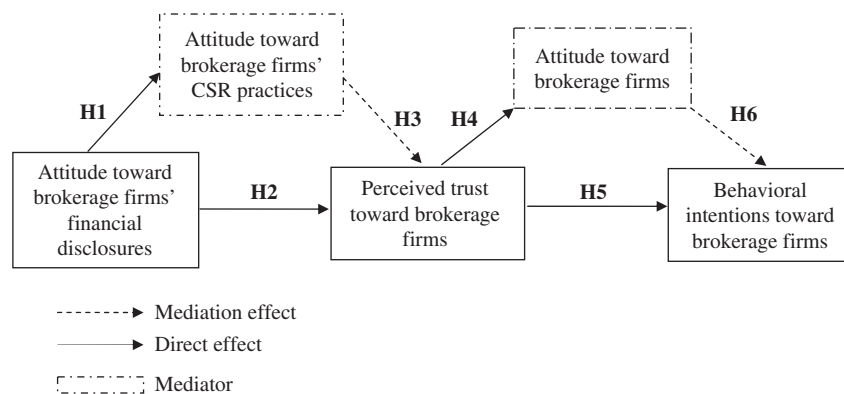 Attitude toward
brokerage firms'
CSR practices
Attitude toward
brokerage firms
H1
H3
H4
H6
Attitude toward
brokerage firms'
financial
disclosures
H2
Perceived trust
toward brokerage
firms
H5
Behavioral
intentions toward
brokerage firms
Mediation effect
Direct effect
Mediator